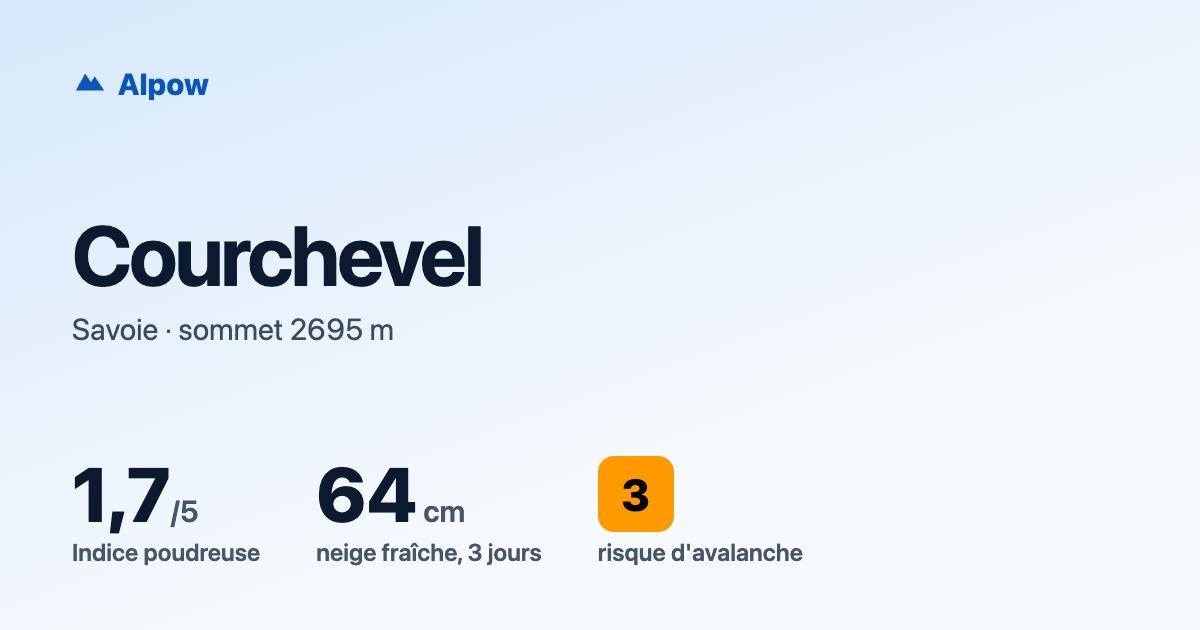 Alpow
Courchevel
Savoie · sommet 2695 m
1,7/5
Indice poudreuse
64 cm
neige fraîche, 3 jours
3
risque d'avalanche